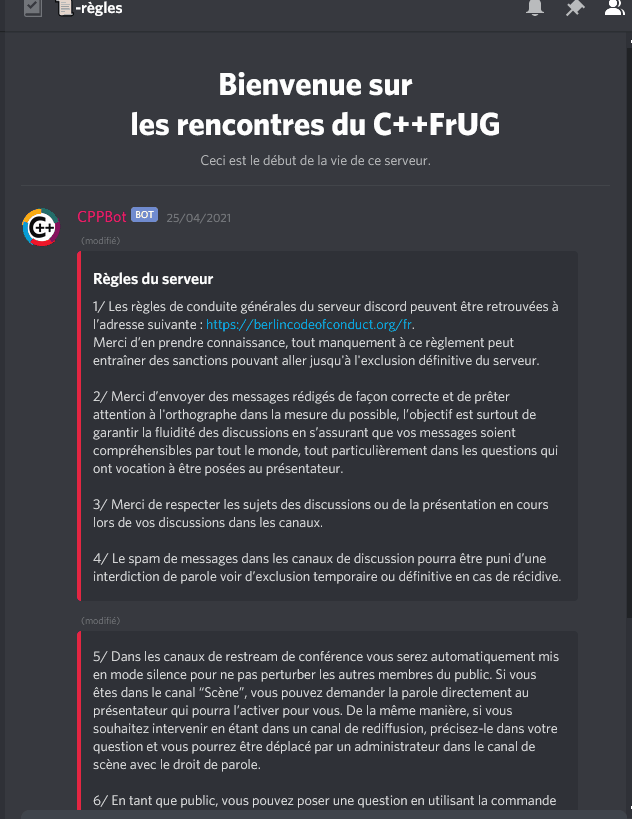 -règles
Bienvenue sur
les rencontres du C++FrUG
Ceci est le début de la vie de ce serveur.
C++
CPPBot BOT 25/04/2021
(modifié)
Règles du serveur
1/ Les règles de conduite générales du serveur discord peuvent être retrouvées à
l'adresse suivante : https://berlincodeofconduct.org/fr.
Merci d'en prendre connaissance, tout manquement à ce règlement peut
entraîner des sanctions pouvant aller jusqu'à l'exclusion définitive du serveur.
2/ Merci d'envoyer des messages rédigés de façon correcte et de prêter
attention à l'orthographe dans la mesure du possible, l'objectif est surtout de
garantir la fluidité des discussions en s'assurant que vos messages soient
compréhensibles par tout le monde, tout particulièrement dans les questions qui
ont vocation à être posées au présentateur.
3/ Merci de respecter les sujets des discussions ou de la présentation en cours
lors de vos discussions dans les canaux.
4/ Le spam de messages dans les canaux de discussion pourra être puni d'une
interdiction de parole voir d'exclusion temporaire ou définitive en cas de récidive.
(modifié)
5/ Dans les canaux de restream de conférence vous serez automatiquement mis
en mode silence pour ne pas perturber les autres membres du public. Si vous
êtes dans le canal “Scène”, vous pouvez demander la parole directement au
présentateur qui pourra l'activer pour vous. De la même manière, si vous
souhaitez intervenir en étant dans un canal de rediffusion, précisez-le dans votre
question et vous pourrez être déplacé par un administrateur dans le canal de
scène avec le droit de parole.
6/ En tant que public, vous pouvez poser une question en utilisant la commande